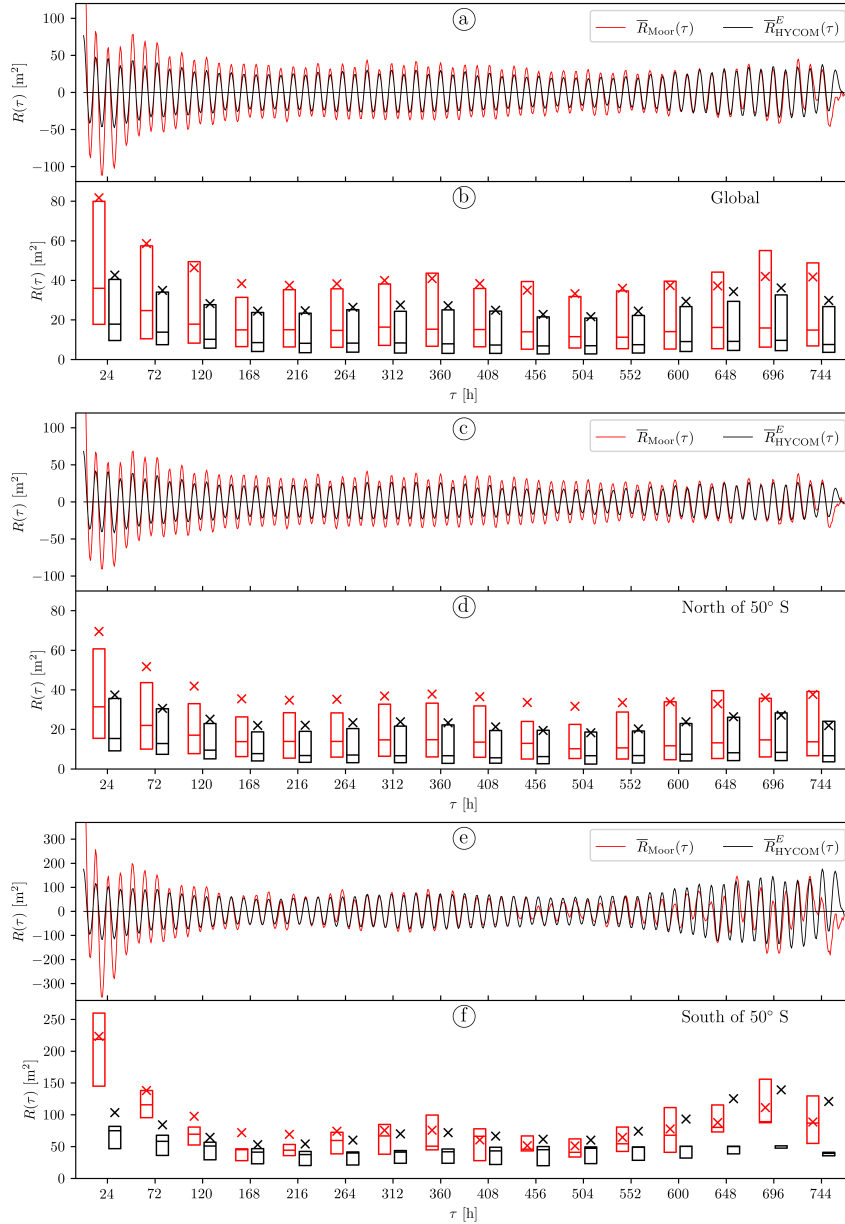 ⓐ
R̅_Moor(τ) R̅^E_HYCOM(τ)
R(τ) [m²]
100
50
0
−50
−100
ⓑ Global
R(τ) [m²]
80
60
40
20
0
24 72 120 168 216 264 312 360 408 456 504 552 600 648 696 744
τ [h]
ⓒ
R̅_Moor(τ) R̅^E_HYCOM(τ)
R(τ) [m²]
100
50
0
−50
−100
ⓓ North of 50° S
R(τ) [m²]
80
60
40
20
0
24 72 120 168 216 264 312 360 408 456 504 552 600 648 696 744
τ [h]
ⓔ
R̅_Moor(τ) R̅^E_HYCOM(τ)
R(τ) [m²]
300
200
100
0
−100
−200
−300
ⓕ South of 50° S
R(τ) [m²]
250
200
150
100
50
0
24 72 120 168 216 264 312 360 408 456 504 552 600 648 696 744
τ [h]